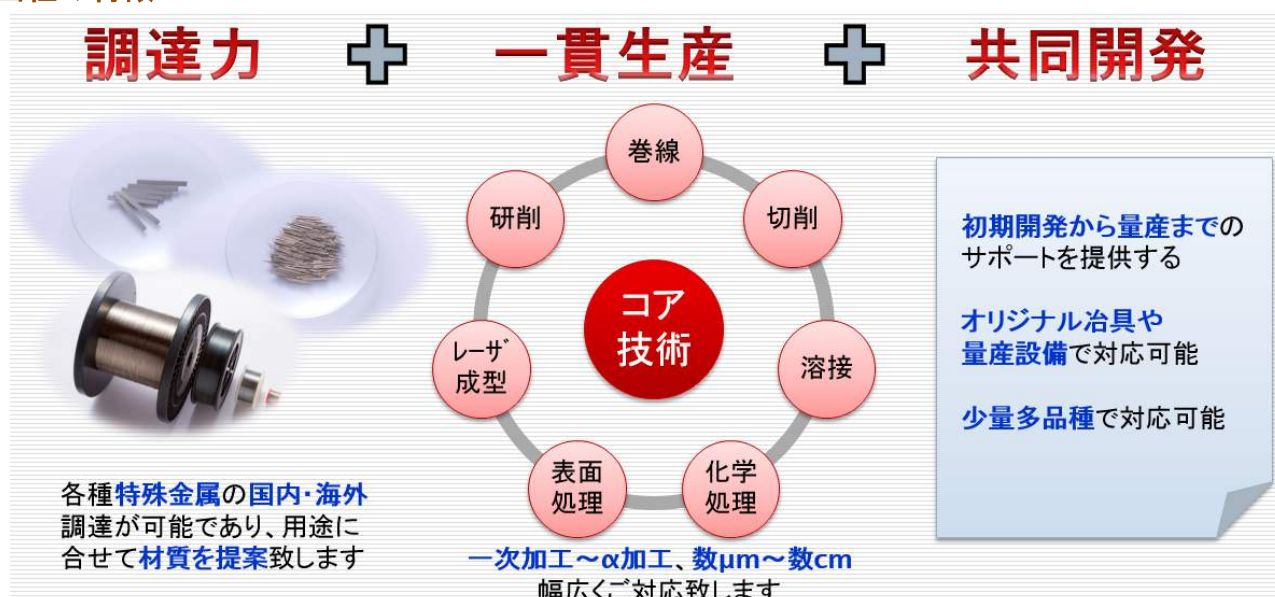 調達力 + 一貫生産 + 共同開発
巻線
研削
切削
コア
技術
レーザ
成型
溶接
表面
処理
化学
処理
各種特殊金属の国内・海外
調達が可能であり、用途に
合せて材質を提案致します
一次加工～α加工、数μm～数cm
幅広くご対応致します
初期開発から量産までの
サポートを提供する
オリジナル冶具や
量産設備で対応可能
少量多品種で対応可能